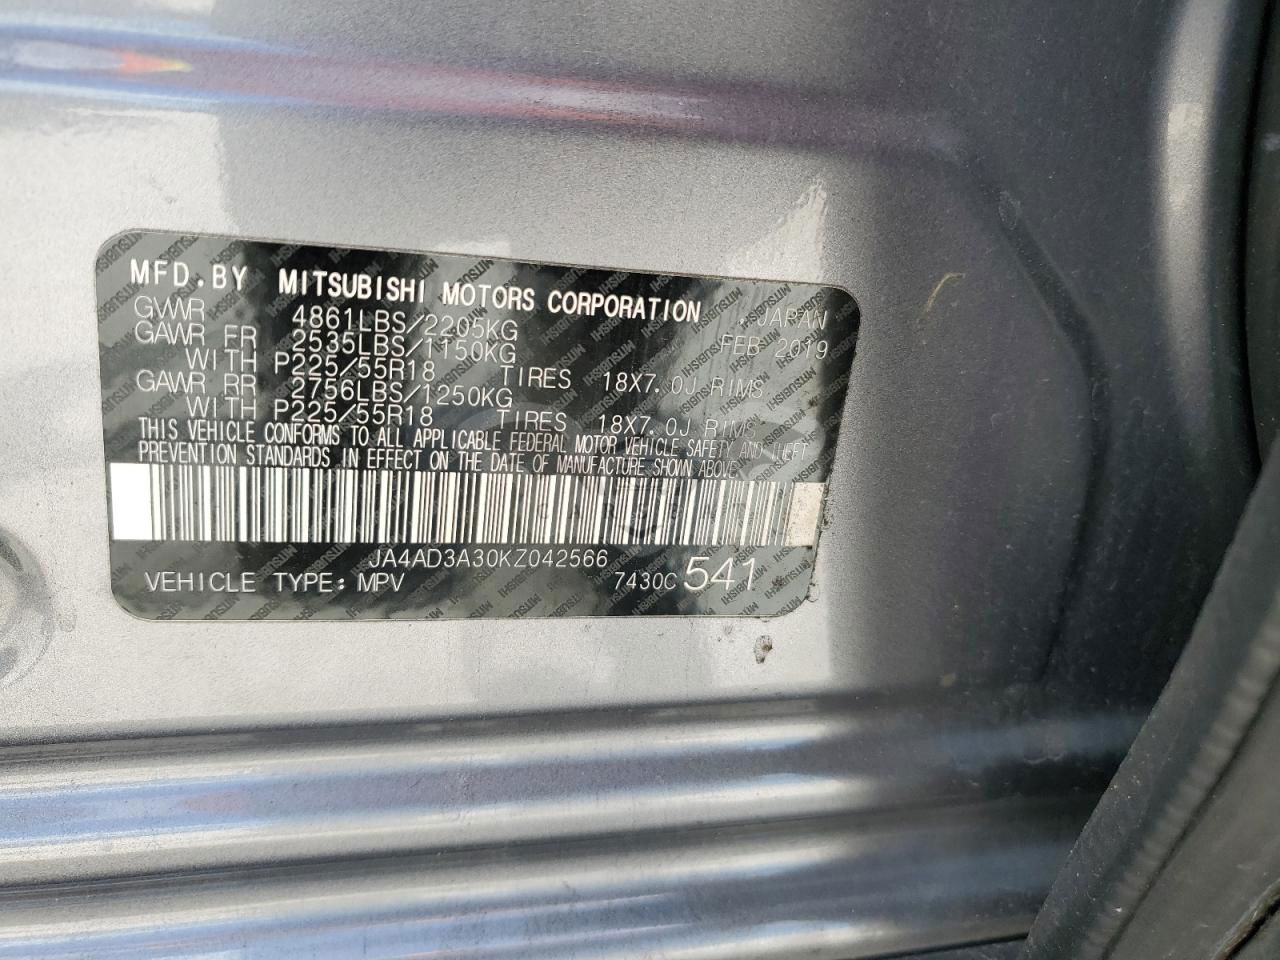 MFD.BY MITSUBISHI MOTORS CORPORATION JAPAN
GVWR 4861LBS/2205KG FEB 2019
GAWR FR 2535LBS/1150KG
WITH P225/55R18 TIRES 18X7.0J RIMS
GAWR RR 2756LBS/1250KG
WITH P225/55R18 TIRES 18X7.0J RIMS
THIS VEHICLE CONFORMS TO ALL APPLICABLE FEDERAL MOTOR VEHICLE SAFETY AND THEFT
PREVENTION STANDARDS IN EFFECT ON THE DATE OF MANUFACTURE SHOWN ABOVE.
JA4AD3A30KZ042566
VEHICLE TYPE: MPV 7430C 541